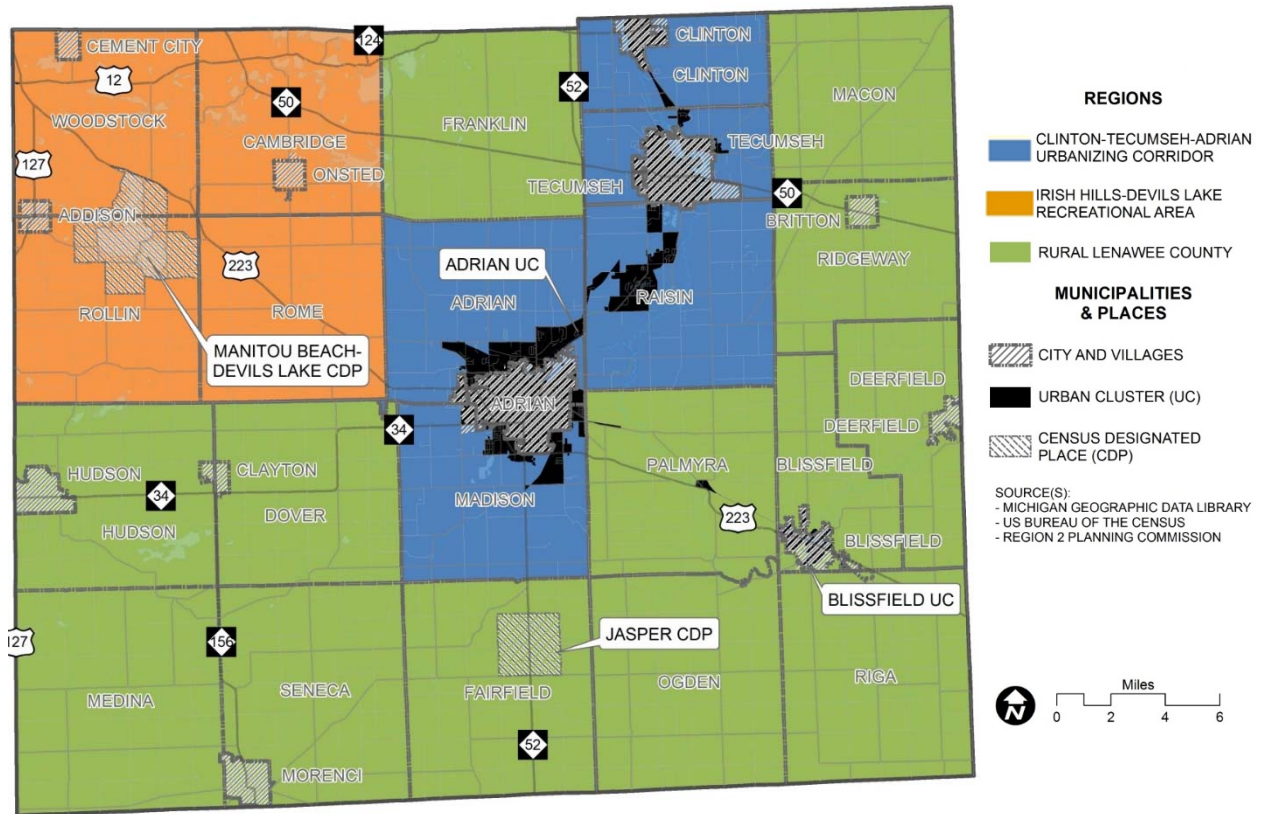 CEMENT CITY
124
CLINTON
12
52
CLINTON
50
MACON
WOODSTOCK
FRANKLIN
CAMBRIDGE
TECUMSEH
127
ONSTED
TECUMSEH
50
ADDISON
BRITTON
223
ADRIAN UC
RIDGEWAY
ADRIAN
RAISIN
ROLLIN
ROME
MANITOU BEACH-
DEVILS LAKE CDP
DEERFIELD
ADRIAN
DEERFIELD
34
HUDSON
CLAYTON
PALMYRA
BLISSFIELD
34
MADISON
DOVER
223
HUDSON
BLISSFIELD
BLISSFIELD UC
127
156
JASPER CDP
MEDINA
SENECA
FAIRFIELD
OGDEN
RIGA
52
MORENCI
REGIONS
CLINTON-TECUMSEH-ADRIAN
URBANIZING CORRIDOR
IRISH HILLS-DEVILS LAKE
RECREATIONAL AREA
RURAL LENAWEE COUNTY
MUNICIPALITIES
& PLACES
CITY AND VILLAGES
URBAN CLUSTER (UC)
CENSUS DESIGNATED
PLACE (CDP)
SOURCE(S):
- MICHIGAN GEOGRAPHIC DATA LIBRARY
- US BUREAU OF THE CENSUS
- REGION 2 PLANNING COMMISSION
N
Miles
0 2 4 6